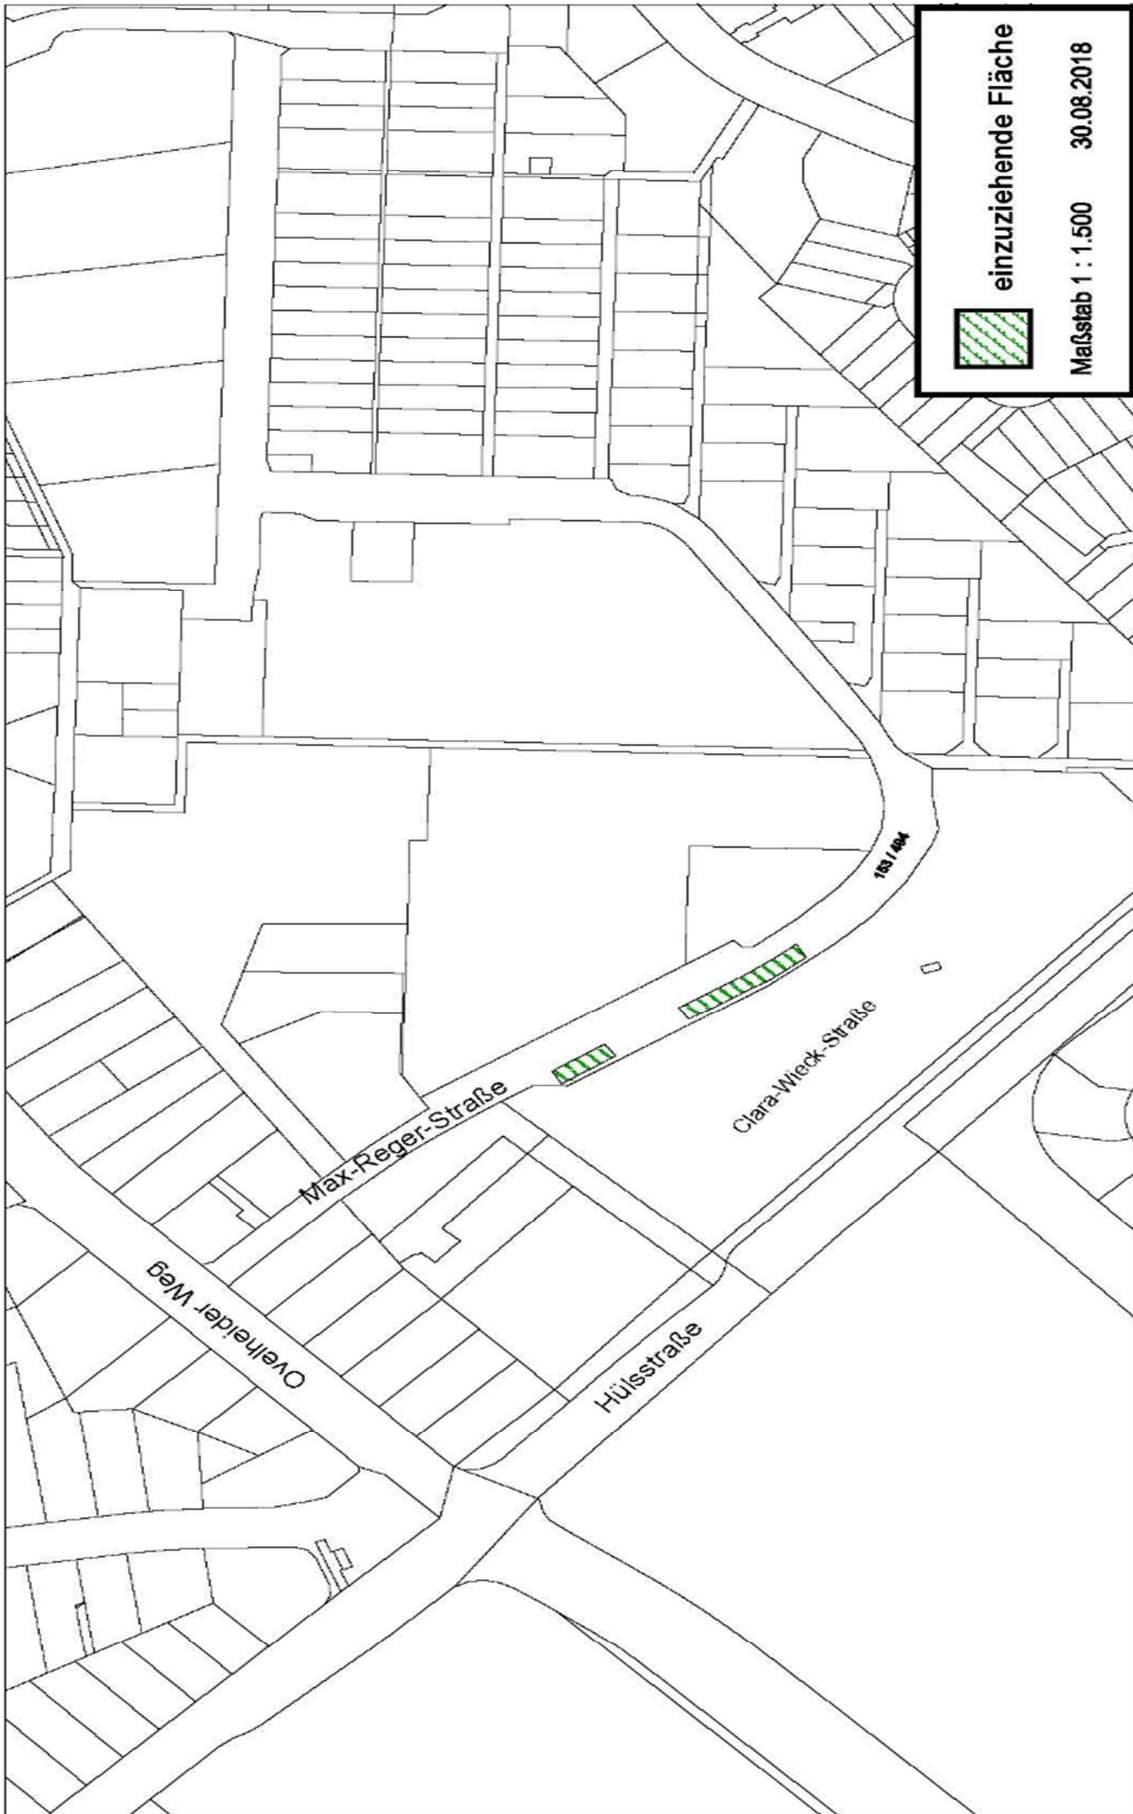 einzuziehende Fläche
Maßstab 1 : 1.500 30.08.2018
153 / 494
Max-Reger-Straße
Clara-Wieck-Straße
Ovelheider Weg
Hülsstraße